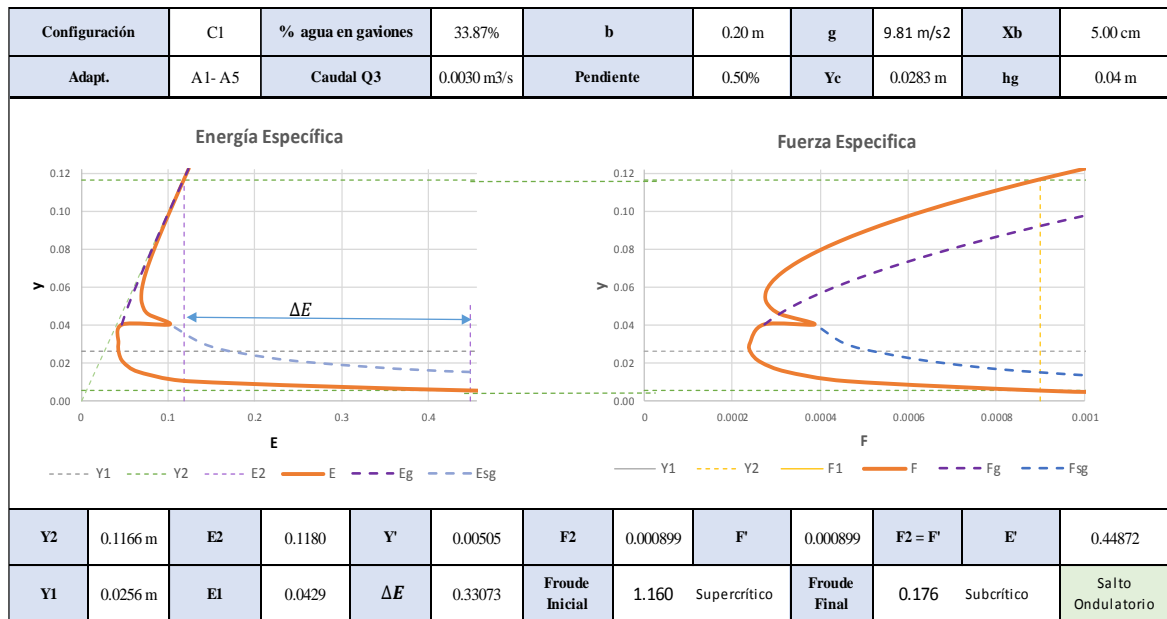 Configuración C1 % agua en gaviones 33.87% b 0.20 m g 9.81 m/s2 Xb 5.00 cm
Adapt. A1- A5 Caudal Q3 0.0030 m3/s Pendiente 0.50% Yc 0.0283 m hg 0.04 m
Energía Específica
0.12
0.10
0.08
0.06
0.04
0.02
0.00
y
ΔE
0 0.1 0.2 0.3 0.4
E
Y1 Y2 E2 E Eg Esg
Fuerza Especifica
0.12
0.10
0.08
0.06
0.04
0.02
0.00
y
0 0.0002 0.0004 0.0006 0.0008 0.001
F
Y1 Y2 F1 F Fg Fsg
Y2 0.1166 m E2 0.1180 Y' 0.00505 F2 0.000899 F' 0.000899 F2 = F' E' 0.44872
Y1 0.0256 m E1 0.0429 ΔE 0.33073 Froude Inicial 1.160 Supercrítico Froude Final 0.176 Subcrítico Salto Ondulatorio